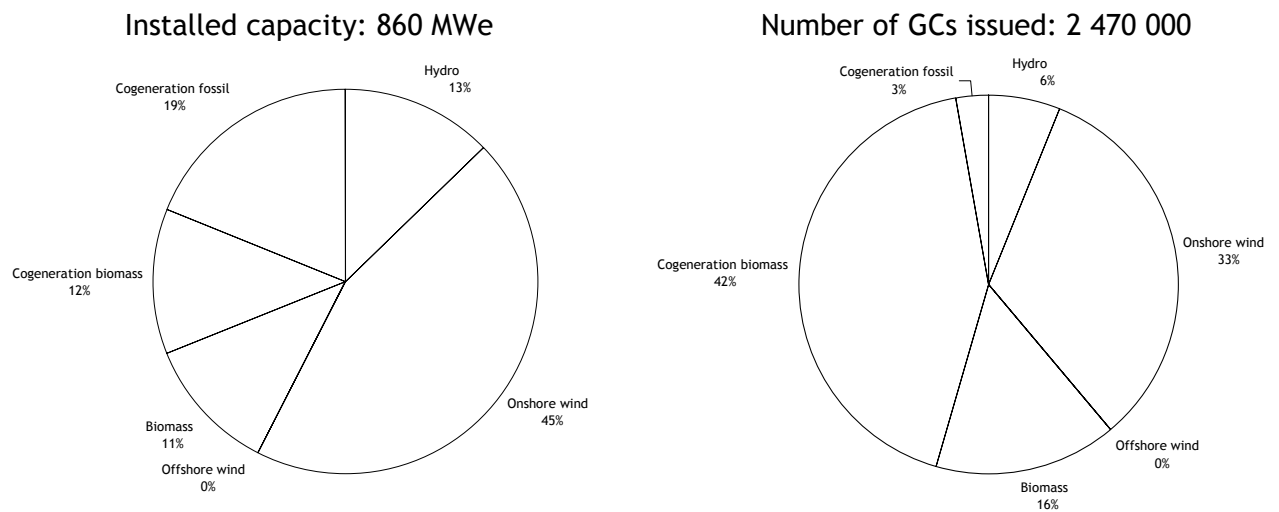 Installed capacity: 860 MWe
Hydro
13%
Cogeneration fossil
19%
Cogeneration biomass
12%
Onshore wind
45%
Biomass
11%
Offshore wind
0%
Number of GCs issued: 2 470 000
Hydro
6%
Cogeneration fossil
3%
Onshore wind
33%
Cogeneration biomass
42%
Offshore wind
0%
Biomass
16%